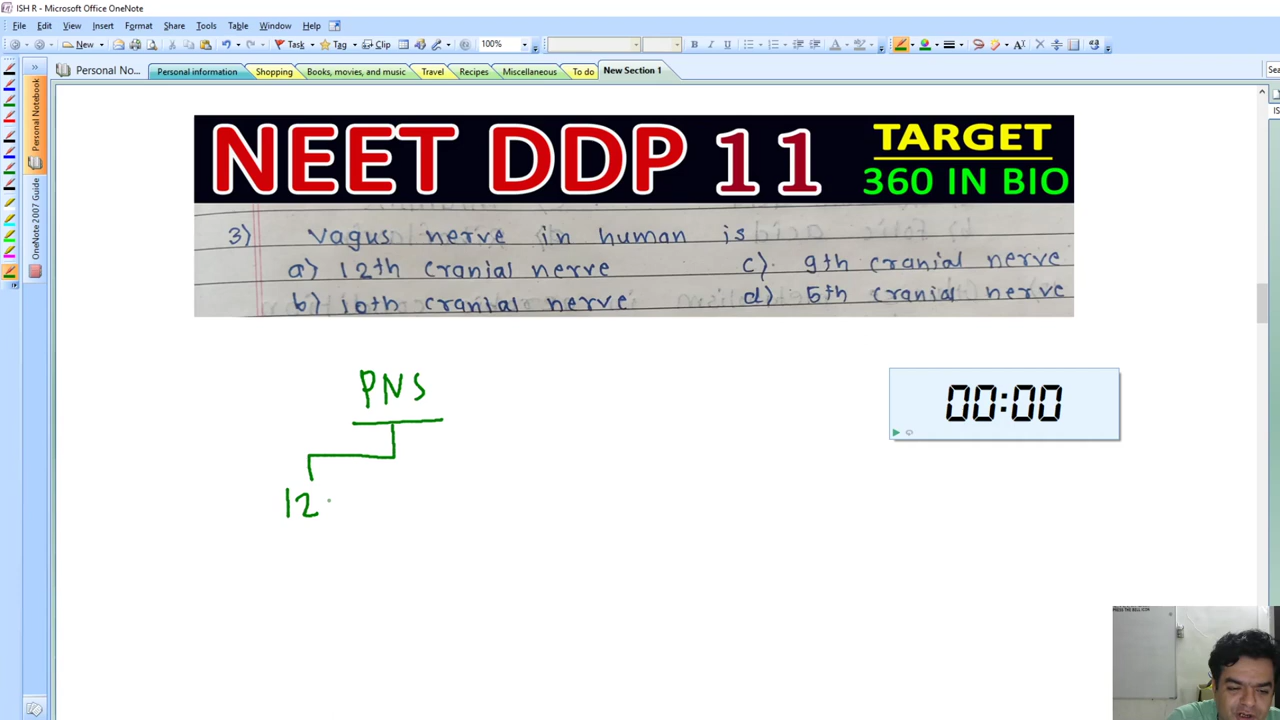 ISH R - Microsoft Office OneNote
File Edit View Insert Format Share Tools Table Window Help
New Task Tag Clip 100%
Personal No... Personal information Shopping Books, movies, and music Travel Recipes Miscellaneous To do New Section 1
Sea
Personal Notebook
OneNote 2007 Guide
IS
NEET DDP 11
TARGET
360 IN BIO
3) Vagus nerve in human is
a) 12th cranial nerve c). 9th cranial nerve
b) 10th cranial nerve d) 5th cranial nerve
PNS
00:00
12